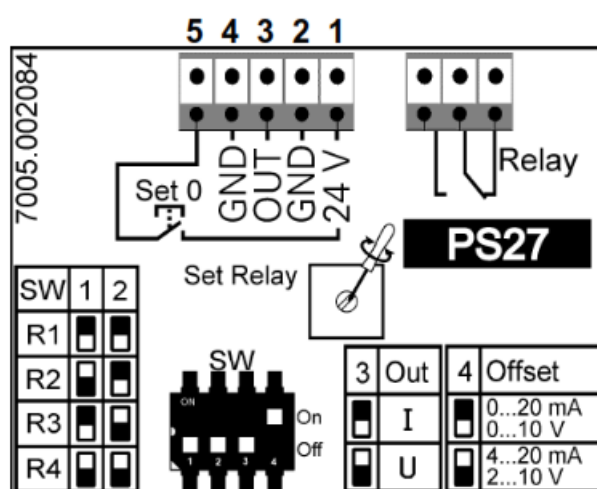 5 4 3 2 1
7005.002084
Set 0
GND
OUT
GND
24 V
Relay
PS27
Set Relay
SW 1 2
R1
R2
R3
R4
SW
ON
1 2 3 4
On
Off
3 Out 4 Offset
I 0...20 mA
0...10 V
U 4...20 mA
2...10 V